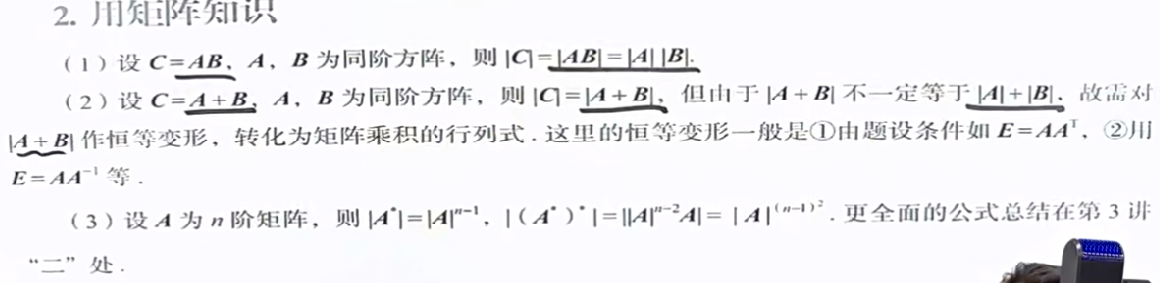 2. 用矩阵知识
（1）设 C=AB，A，B 为同阶方阵，则 |C|=|AB|=|A||B|.
（2）设 C=A+B，A，B 为同阶方阵，则 |C|=|A+B|，但由于 |A+B| 不一定等于 |A|+|B|．故需对
|A+B| 作恒等变形，转化为矩阵乘积的行列式．这里的恒等变形一般是①由题设条件如 E=AAᵀ，②用
E=AA⁻¹ 等．
（3）设 A 为 n 阶矩阵，则 |A*|=|A|ⁿ⁻¹，|(A*)*|=||A|ⁿ⁻²A|=|A|^{(n-1)²}．更全面的公式总结在第 3 讲
“二”处．